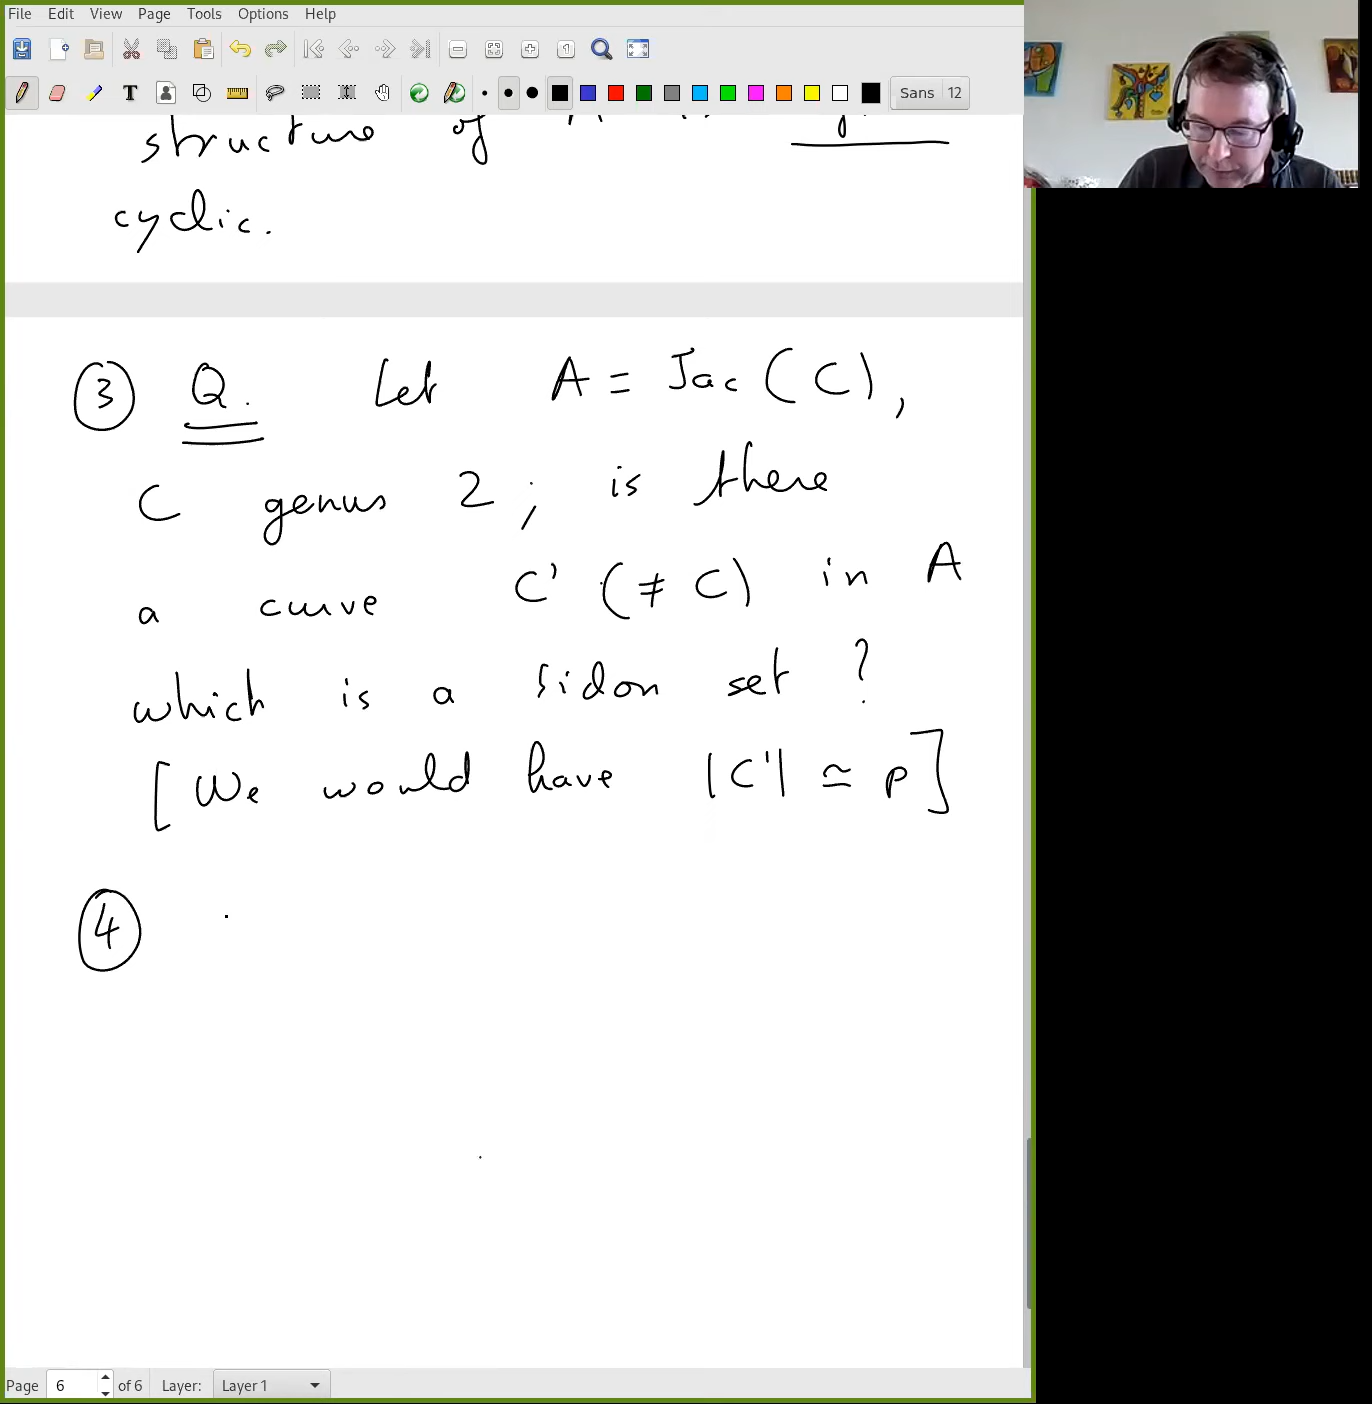 File Edit View Page Tools Options Help
Sans 12
structure of
cyclic.
③ Q. Let A = Jac (C),
C genus 2 ; is there
a curve C' (≠ C) in A
which is a Sidon set ?
[We would have |C'| ≃ p]
④
Page 6 of 6 Layer: Layer 1